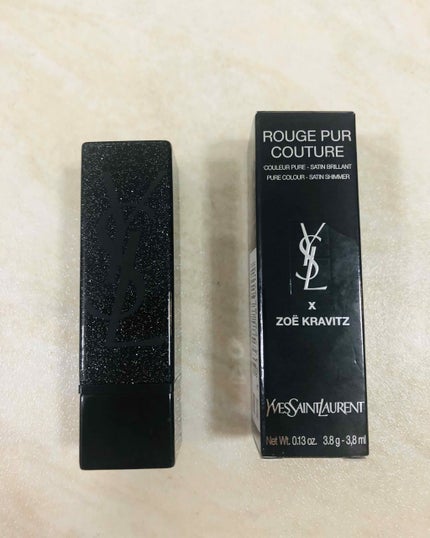 YSL
ROUGE PUR
COUTURE
COULEUR PURE - SATIN BRILLANT
PURE COLOUR - SATIN SHIMMER
YSL
X
ZOË KRAVITZ
YVESSAINTLAURENT
Net Wt. 0.13 oz. 3.8 g - 3,8 ml